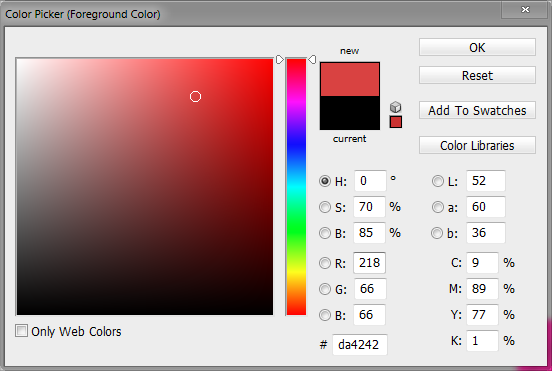 Color Picker (Foreground Color)
new
current
OK
Reset
Add To Swatches
Color Libraries
H: 0 ° L: 52
S: 70 % a: 60
B: 85 % b: 36
R: 218 C: 9 %
G: 66 M: 89 %
B: 66 Y: 77 %
# da4242 K: 1 %
Only Web Colors